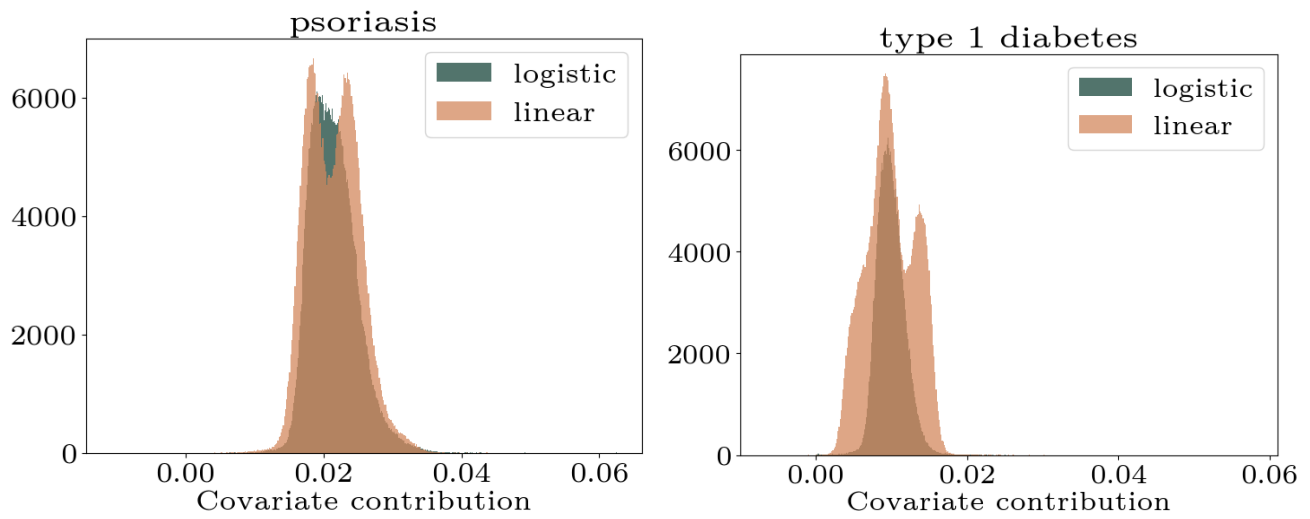 psoriasis
logistic
linear
6000
4000
2000
0
0.00 0.02 0.04 0.06
Covariate contribution
type 1 diabetes
logistic
linear
6000
4000
2000
0
0.00 0.02 0.04 0.06
Covariate contribution